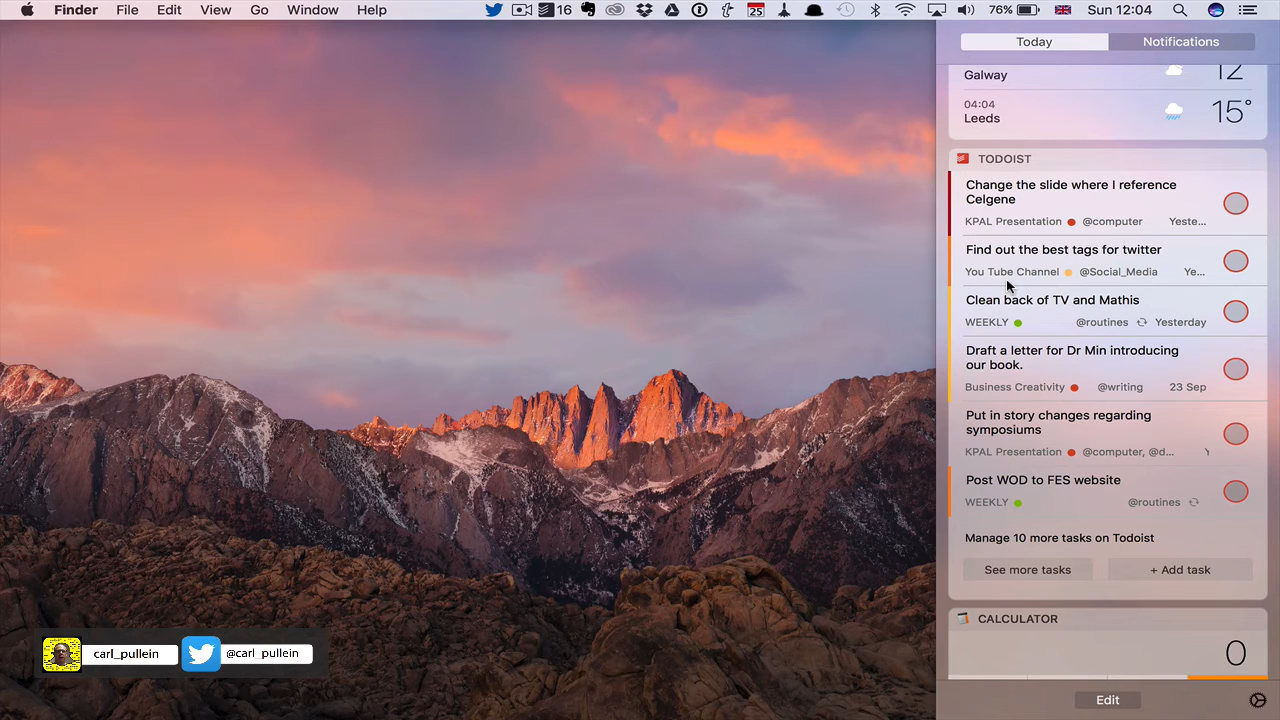 Finder File Edit View Go Window Help 16 25 76% Sun 12:04
Today Notifications
Galway 12
04:04
Leeds 15°
TODOIST
Change the slide where I reference
Celgene
KPAL Presentation @computer Yeste...
Find out the best tags for twitter
You Tube Channel @Social_Media Ye...
Clean back of TV and Mathis
WEEKLY @routines Yesterday
Draft a letter for Dr Min introducing
our book.
Business Creativity @writing 23 Sep
Put in story changes regarding
symposiums
KPAL Presentation @computer, @d...
Post WOD to FES website
WEEKLY @routines
Manage 10 more tasks on Todoist
See more tasks + Add task
CALCULATOR
0
Edit
carl_pullein @carl_pullein